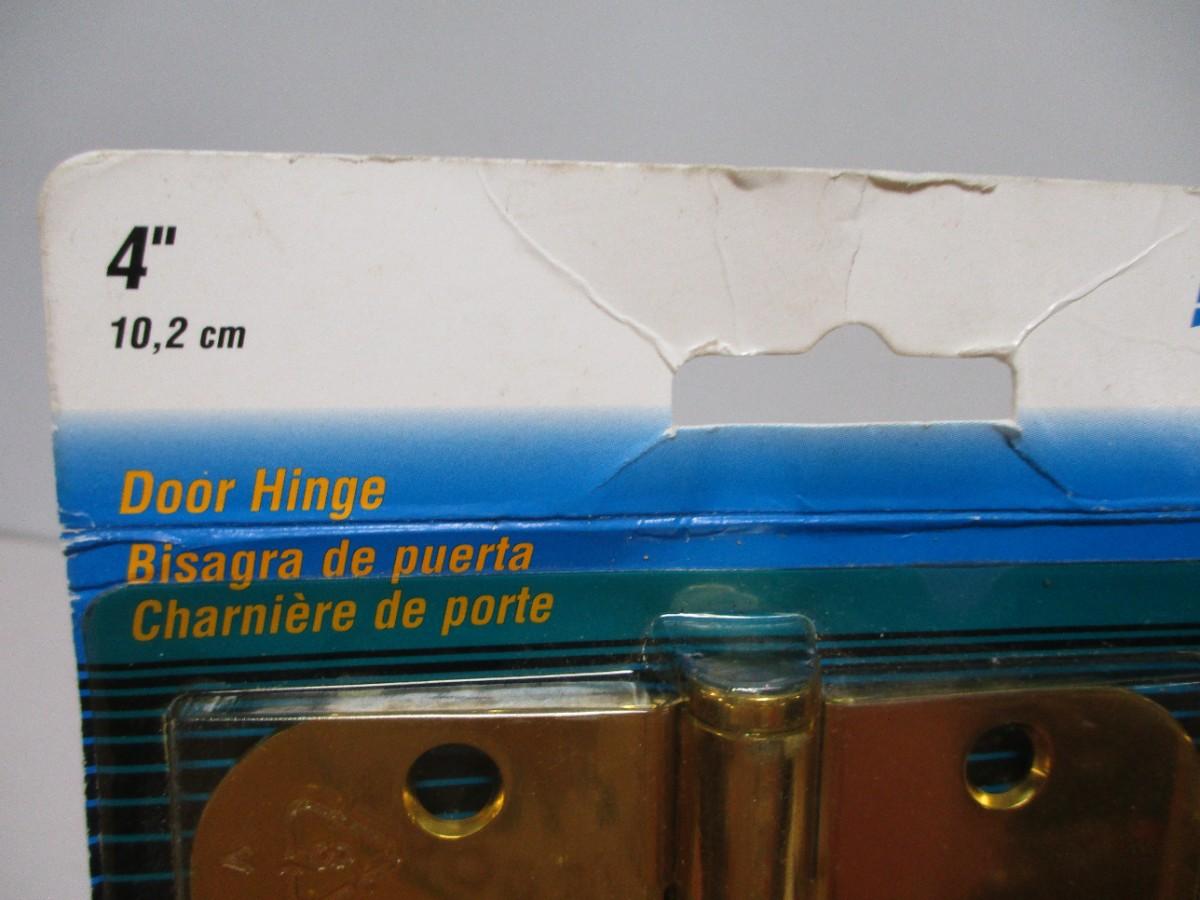 4"
10,2 cm
Door Hinge
Bisagra de puerta
Charnière de porte